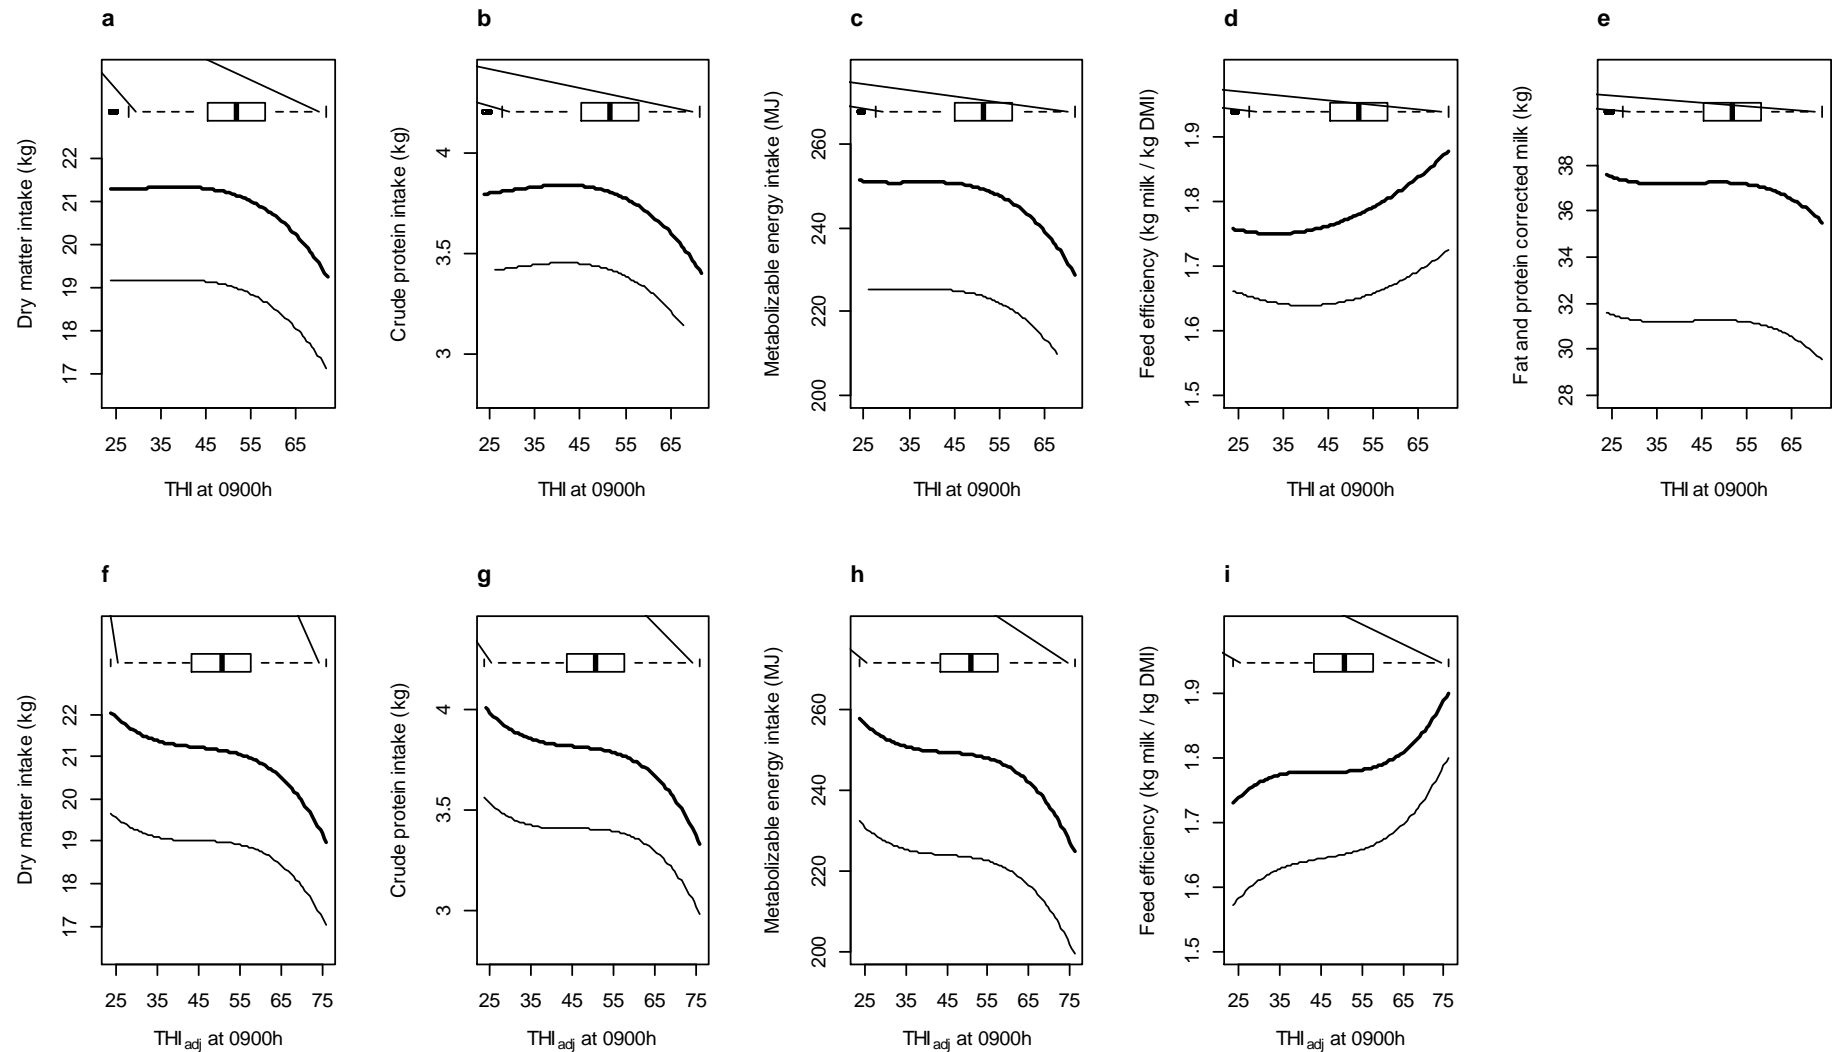 a
b
c
d
e
Dry matter intake (kg)
17 18 19 20 21 22
25 35 45 55 65
THI at 0900h
Crude protein intake (kg)
3 3.5 4
25 35 45 55 65
THI at 0900h
Metabolizable energy intake (MJ)
200 220 240 260
25 35 45 55 65
THI at 0900h
Feed efficiency (kg milk / kg DMI)
1.5 1.6 1.7 1.8 1.9
25 35 45 55 65
THI at 0900h
Fat and protein corrected milk (kg)
28 30 32 34 36 38
25 35 45 55 65
THI at 0900h
f
g
h
i
Dry matter intake (kg)
17 18 19 20 21 22
25 35 45 55 65 75
THI adj at 0900h
Crude protein intake (kg)
3 3.5 4
25 35 45 55 65 75
THI adj at 0900h
Metabolizable energy intake (MJ)
200 220 240 260
25 35 45 55 65 75
THI adj at 0900h
Feed efficiency (kg milk / kg DMI)
1.5 1.6 1.7 1.8 1.9
25 35 45 55 65 75
THI adj at 0900h